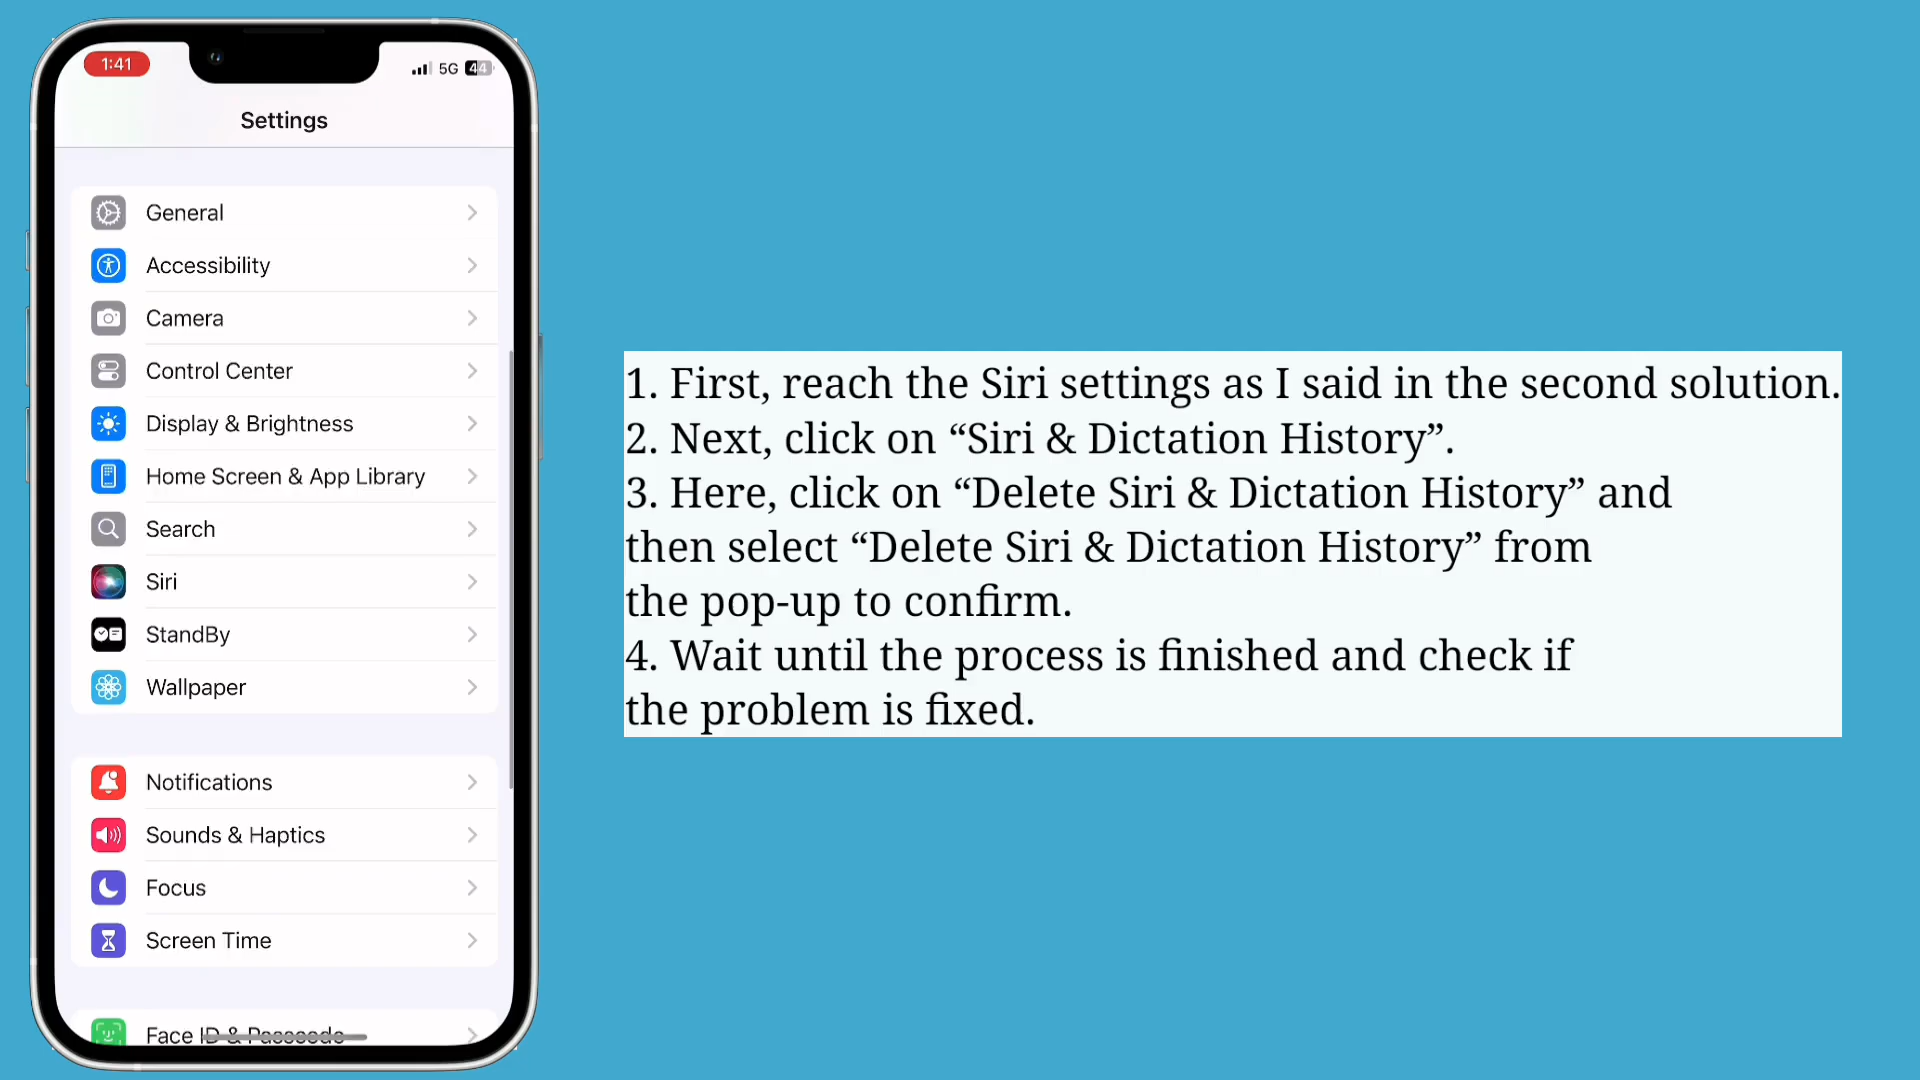 1:41
5G 44
Settings
General
Accessibility
Camera
Control Center
Display & Brightness
Home Screen & App Library
Search
Siri
StandBy
Wallpaper
Notifications
Sounds & Haptics
Focus
Screen Time
Face ID & Passcode
1. First, reach the Siri settings as I said in the second solution.
2. Next, click on “Siri & Dictation History”.
3. Here, click on “Delete Siri & Dictation History” and
then select “Delete Siri & Dictation History” from
the pop-up to confirm.
4. Wait until the process is finished and check if
the problem is fixed.